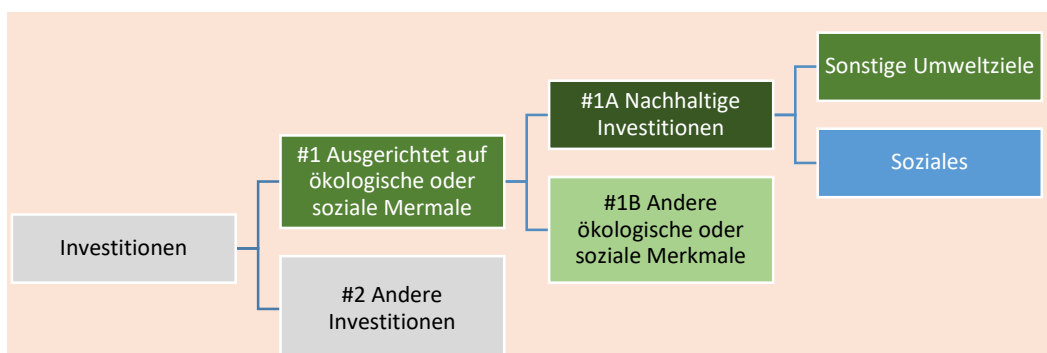 Investitionen
#1 Ausgerichtet auf
ökologische oder
soziale Mermale
#2 Andere
Investitionen
#1A Nachhaltige
Investitionen
#1B Andere
ökologische oder
soziale Merkmale
Sonstige Umweltziele
Soziales